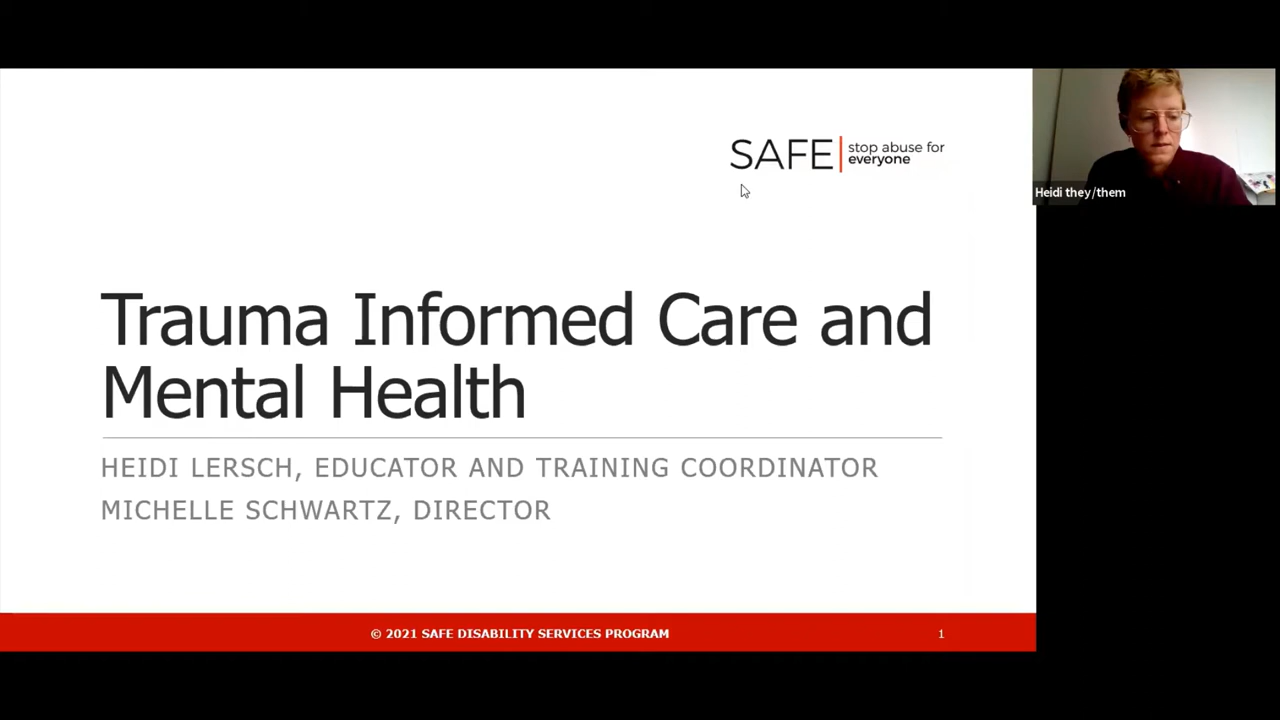 SAFE
stop abuse for
everyone
Heidi they/them
Trauma Informed Care and
Mental Health
HEIDI LERSCH, EDUCATOR AND TRAINING COORDINATOR
MICHELLE SCHWARTZ, DIRECTOR
© 2021 SAFE DISABILITY SERVICES PROGRAM
1